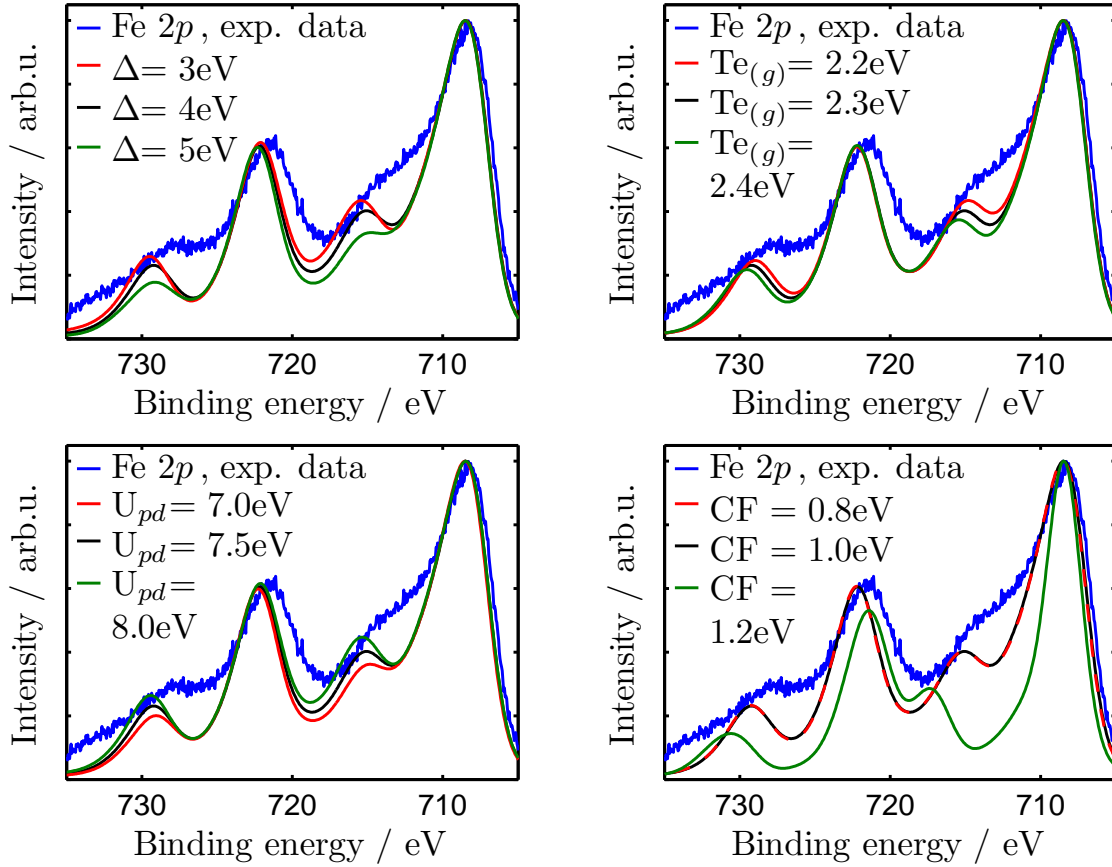 Fe 2p , exp. data
Δ= 3eV
Δ= 4eV
Δ= 5eV
Intensity / arb.u.
730 720 710
Binding energy / eV
Fe 2p , exp. data
Te(g)= 2.2eV
Te(g)= 2.3eV
Te(g)=
2.4eV
Intensity / arb.u.
730 720 710
Binding energy / eV
Fe 2p , exp. data
Upd= 7.0eV
Upd= 7.5eV
Upd=
8.0eV
Intensity / arb.u.
730 720 710
Binding energy / eV
Fe 2p , exp. data
CF = 0.8eV
CF = 1.0eV
CF =
1.2eV
Intensity / arb.u.
730 720 710
Binding energy / eV